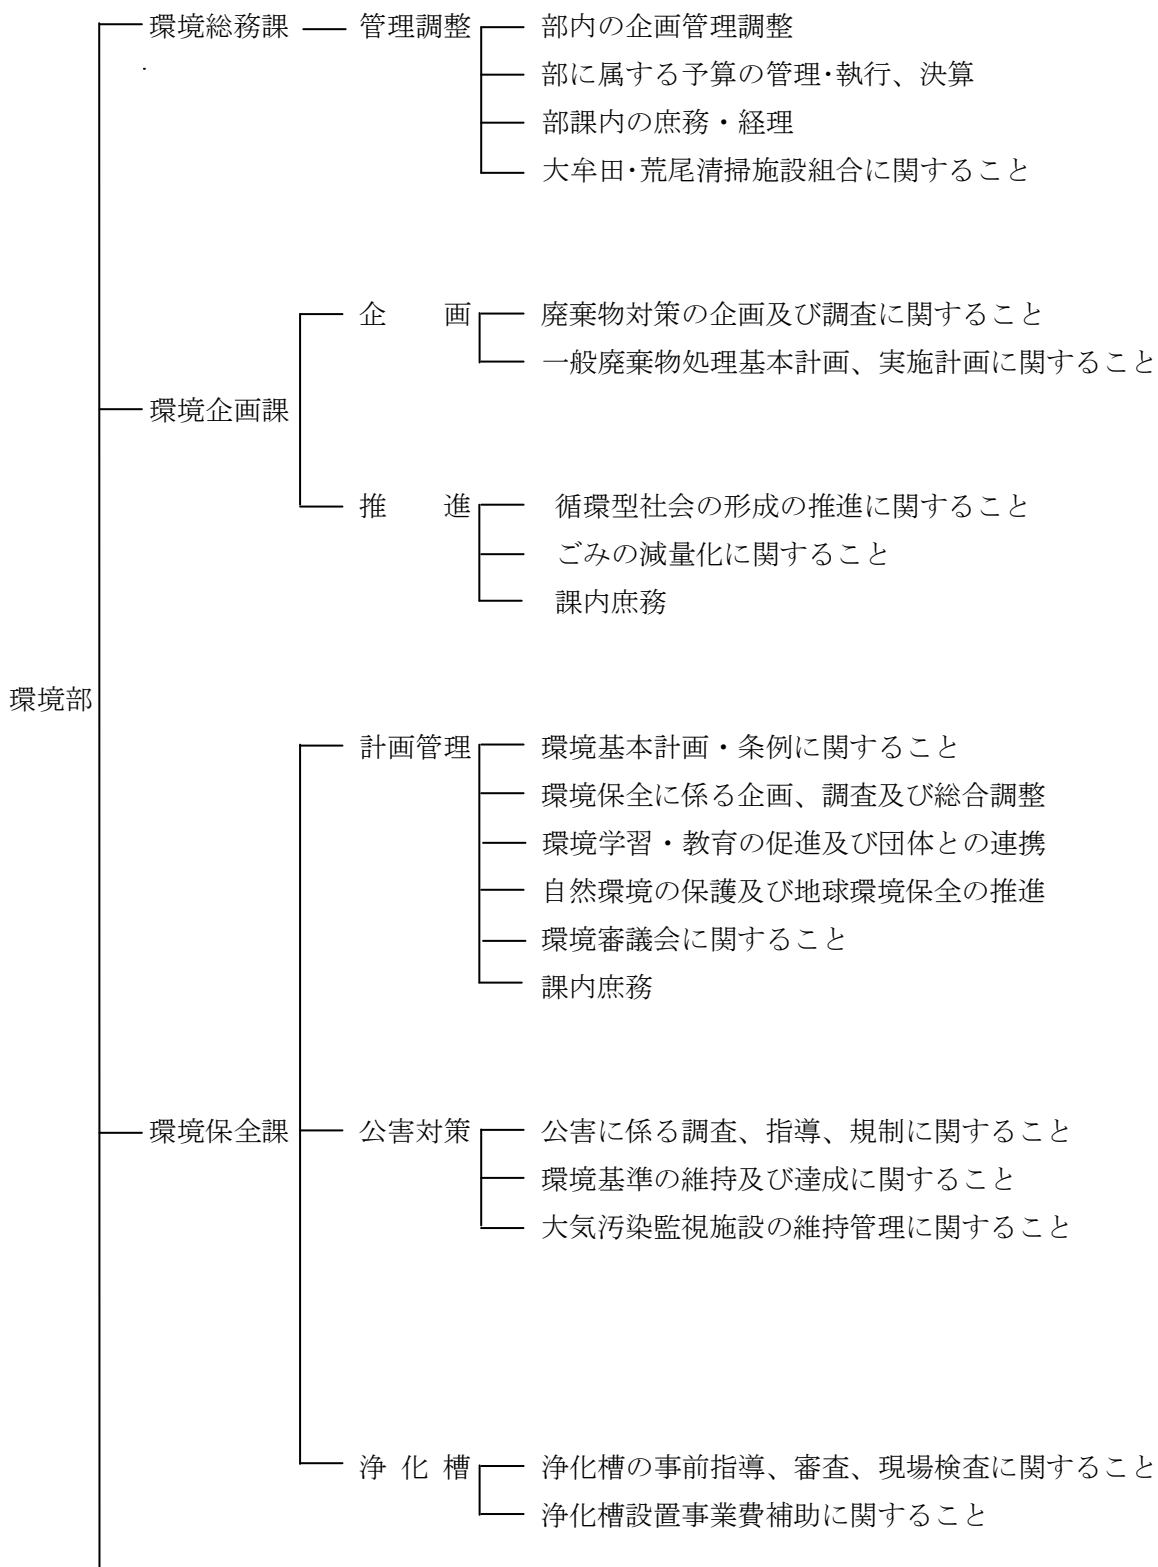 環境総務課 管理調整 部内の企画管理調整
部に属する予算の管理・執行、決算
部課内の庶務・経理
大牟田・荒尾清掃施設組合に関すること
企　画 廃棄物対策の企画及び調査に関すること
一般廃棄物処理基本計画、実施計画に関すること
環境企画課
推　進 循環型社会の形成の推進に関すること
ごみの減量化に関すること
課内庶務
環境部
計画管理 環境基本計画・条例に関すること
環境保全に係る企画、調査及び総合調整
環境学習・教育の促進及び団体との連携
自然環境の保護及び地球環境保全の推進
環境審議会に関すること
課内庶務
環境保全課 公害対策 公害に係る調査、指導、規制に関すること
環境基準の維持及び達成に関すること
大気汚染監視施設の維持管理に関すること
浄 化 槽 浄化槽の事前指導、審査、現場検査に関すること
浄化槽設置事業費補助に関すること